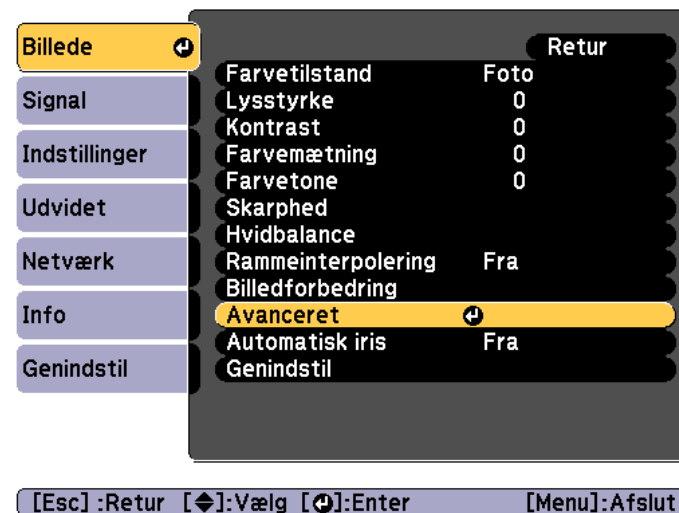 Billede
Signal
Indstillinger
Udvidet
Netværk
Info
Genindstil
Retur
Farvetilstand Foto
Lysstyrke 0
Kontrast 0
Farvemætning 0
Farvetone 0
Skarphed
Hvidbalance
Rammeinterpolering Fra
Billedforbedring
Avanceret
Automatisk iris Fra
Genindstil
[Esc] :Retur [◆]:Vælg [⏎]:Enter [Menu]:Afslut